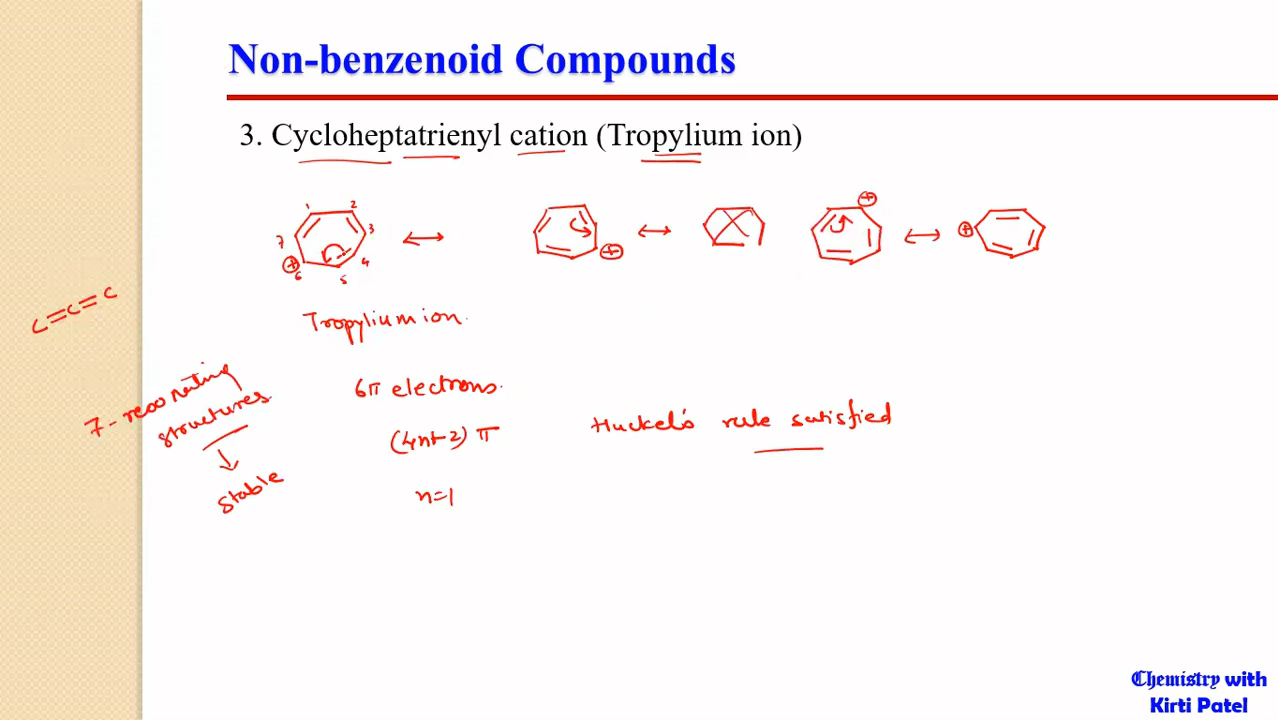 Non-benzenoid Compounds
3. Cycloheptatrienyl cation (Tropylium ion)
1 2 3 4 5 6 7
⊕ ↔ ⊕ ↔ ⊕ ↔ ⊕
C=C=C
Tropylium ion
7-resonating
structures
↓
stable
6π electrons
(4n+2) π
n=1
Huckel's rule satisfied
Chemistry with
Kirti Patel